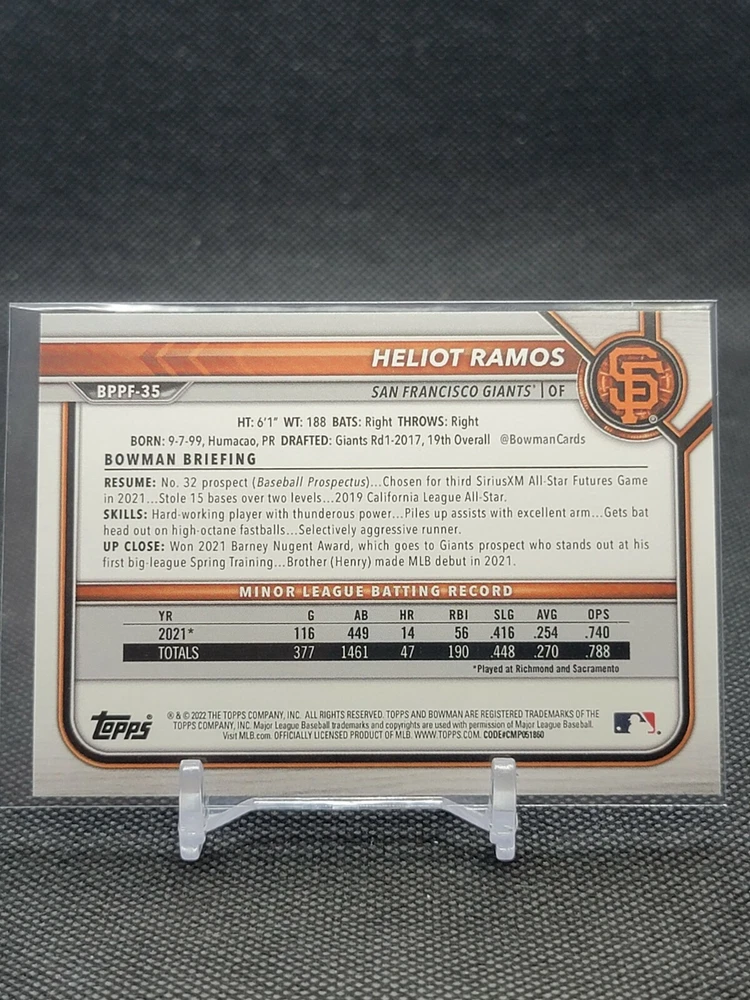 HELIOT RAMOS
BPPF-35
SAN FRANCISCO GIANTS® | OF
SF
HT: 6'1" WT: 188 BATS: Right THROWS: Right
BORN: 9-7-99, Humacao, PR DRAFTED: Giants Rd1-2017, 19th Overall @BowmanCards
BOWMAN BRIEFING
RESUME: No. 32 prospect (Baseball Prospectus)...Chosen for third SiriusXM All-Star Futures Game
in 2021...Stole 15 bases over two levels...2019 California League All-Star.
SKILLS: Hard-working player with thunderous power...Piles up assists with excellent arm...Gets bat
head out on high-octane fastballs...Selectively aggressive runner.
UP CLOSE: Won 2021 Barney Nugent Award, which goes to Giants prospect who stands out at his
first big-league Spring Training...Brother (Henry) made MLB debut in 2021.
MINOR LEAGUE BATTING RECORD
YR G AB HR RBI SLG AVG OPS
2021* 116 449 14 56 .416 .254 .740
TOTALS 377 1461 47 190 .448 .270 .788
*Played at Richmond and Sacramento
Topps®
® & © 2022 THE TOPPS COMPANY, INC. ALL RIGHTS RESERVED. TOPPS AND BOWMAN ARE REGISTERED TRADEMARKS OF THE
TOPPS COMPANY, INC. Major League Baseball trademarks and copyrights are used with permission of Major League Baseball.
Visit MLB.com. OFFICIALLY LICENSED PRODUCT OF MLB. WWW.TOPPS.COM. CODE#CMP051860